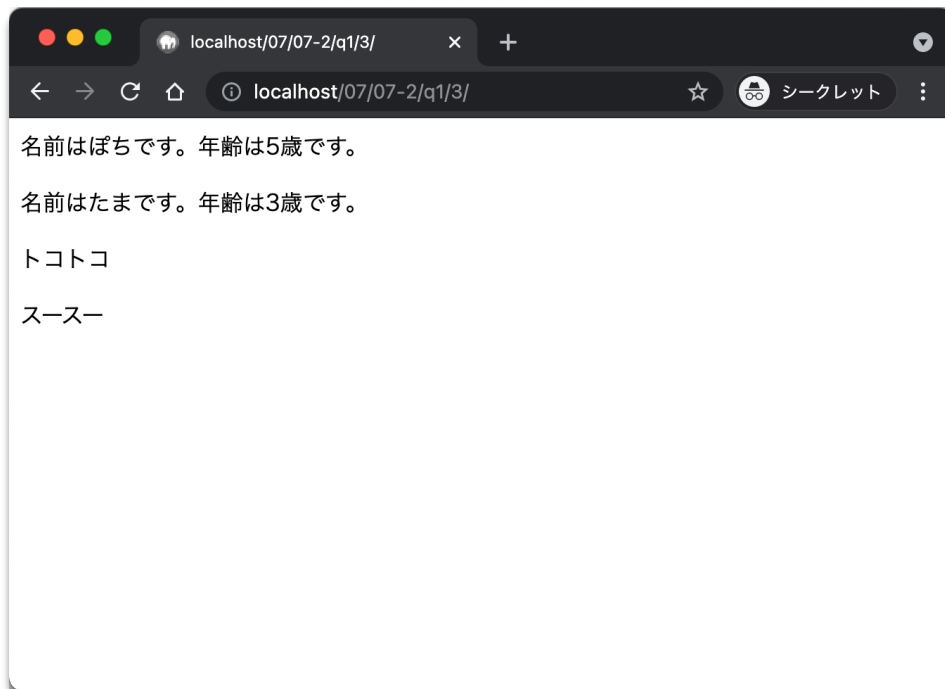 localhost/07/07-2/q1/3/
localhost/07/07-2/q1/3/
シークレット
名前はぽちです。年齢は5歳です。
名前はたまです。年齢は3歳です。
トコトコ
スースー